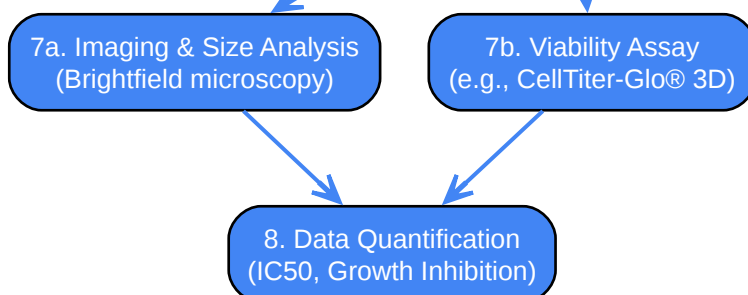 7a. Imaging & Size Analysis
(Brightfield microscopy)
7b. Viability Assay
(e.g., CellTiter-Glo® 3D)
8. Data Quantification
(IC50, Growth Inhibition)